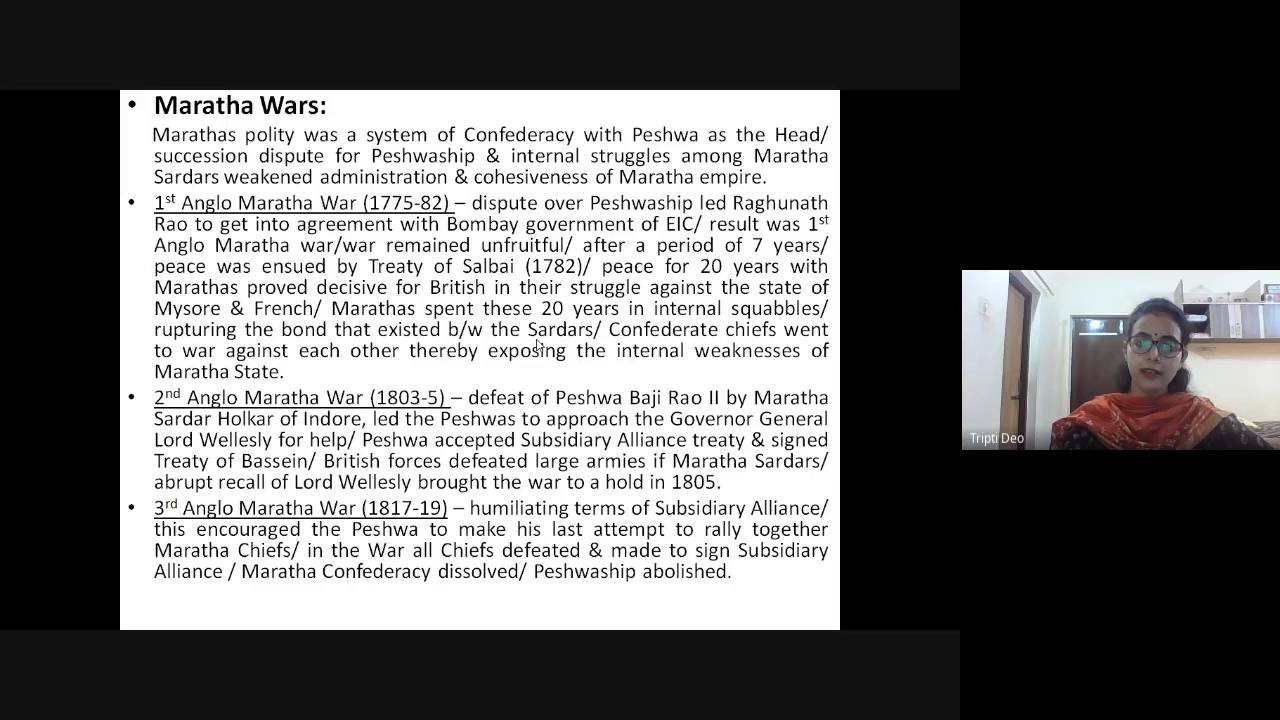 • Maratha Wars:
Marathas polity was a system of Confederacy with Peshwa as the Head/
succession dispute for Peshwaship & internal struggles among Maratha
Sardars weakened administration & cohesiveness of Maratha empire.
• 1st Anglo Maratha War (1775-82) – dispute over Peshwaship led Raghunath
Rao to get into agreement with Bombay government of EIC/ result was 1st
Anglo Maratha war/war remained unfruitful/ after a period of 7 years/
peace was ensued by Treaty of Salbai (1782)/ peace for 20 years with
Marathas proved decisive for British in their struggle against the state of
Mysore & French/ Marathas spent these 20 years in internal squabbles/
rupturing the bond that existed b/w the Sardars/ Confederate chiefs went
to war against each other thereby exposing the internal weaknesses of
Maratha State.
• 2nd Anglo Maratha War (1803-5) – defeat of Peshwa Baji Rao II by Maratha
Sardar Holkar of Indore, led the Peshwas to approach the Governor General
Lord Wellesly for help/ Peshwa accepted Subsidiary Alliance treaty & signed
Treaty of Bassein/ British forces defeated large armies if Maratha Sardars/
abrupt recall of Lord Wellesly brought the war to a hold in 1805.
• 3rd Anglo Maratha War (1817-19) – humiliating terms of Subsidiary Alliance/
this encouraged the Peshwa to make his last attempt to rally together
Maratha Chiefs/ in the War all Chiefs defeated & made to sign Subsidiary
Alliance / Maratha Confederacy dissolved/ Peshwaship abolished.
Tripti Deo